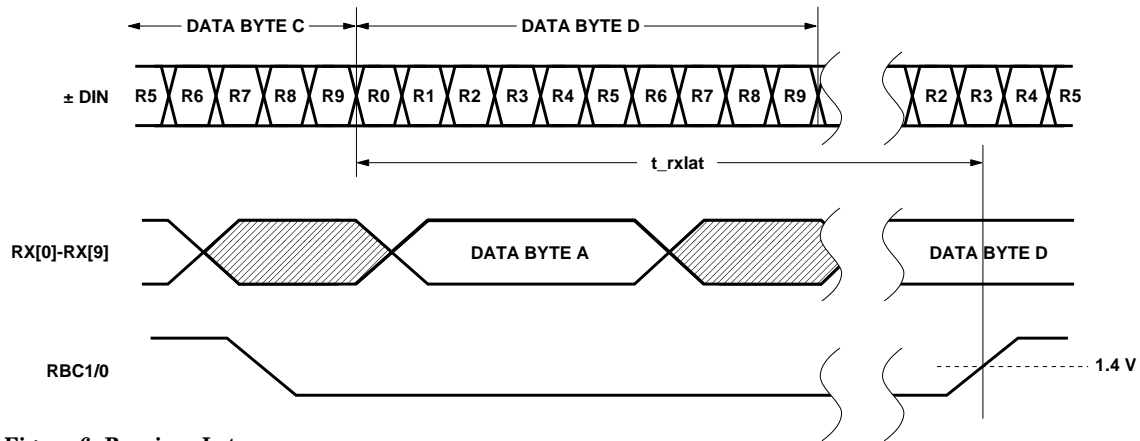 DATA BYTE C DATA BYTE D
± DIN R5 R6 R7 R8 R9 R0 R1 R2 R3 R4 R5 R6 R7 R8 R9 R2 R3 R4 R5
t_rxlat
RX[0]-RX[9] DATA BYTE A DATA BYTE D
RBC1/0 1.4 V